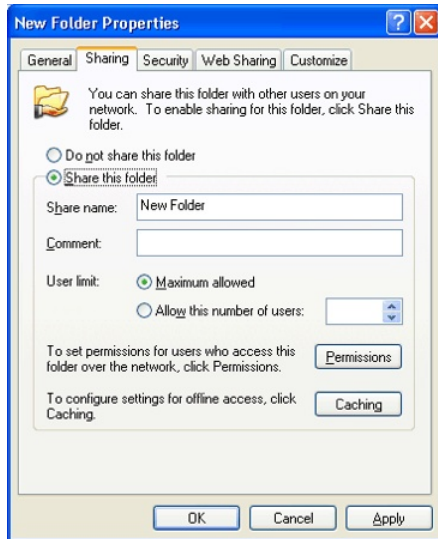 New Folder Properties
General Sharing Security Web Sharing Customize
You can share this folder with other users on your
network. To enable sharing for this folder, click Share this
folder.
Do not share this folder
Share this folder
Share name: New Folder
Comment:
User limit: Maximum allowed
Allow this number of users:
To set permissions for users who access this
folder over the network, click Permissions.
Permissions
To configure settings for offline access, click
Caching.
Caching
OK Cancel Apply